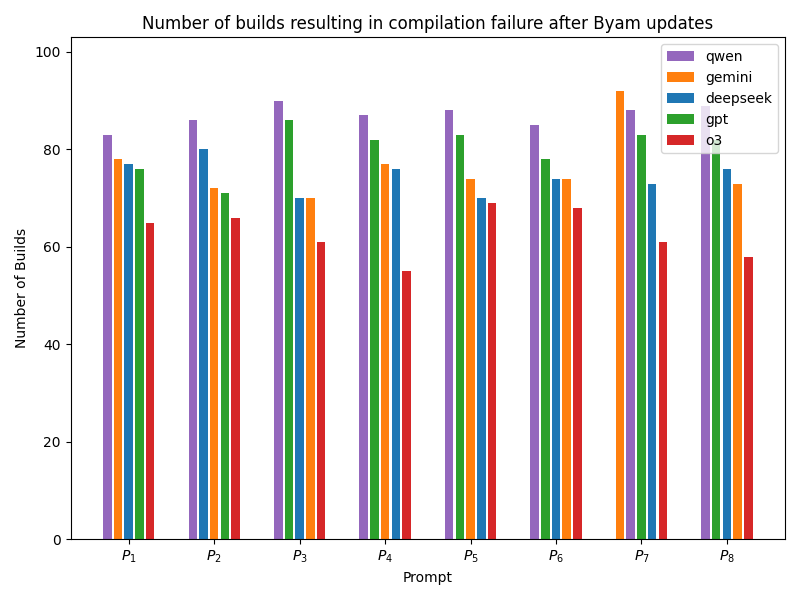 Number of builds resulting in compilation failure after Byam updates
100
80
60
40
20
0
Number of Builds
qwen
gemini
deepseek
gpt
o3
P1 P2 P3 P4 P5 P6 P7 P8
Prompt